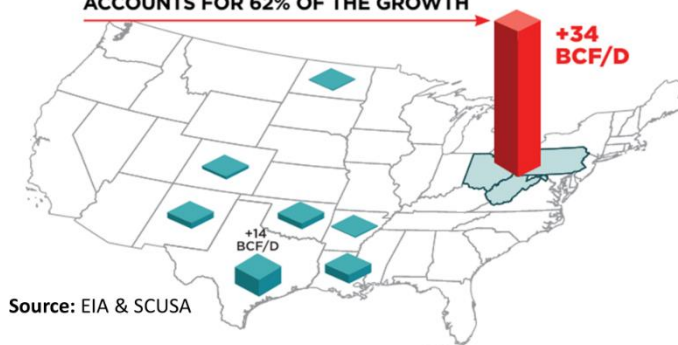 ACCOUNTS FOR 62% OF THE GROWTH
+34
BCF/D
+14
BCF/D
Source: EIA & SCUSA